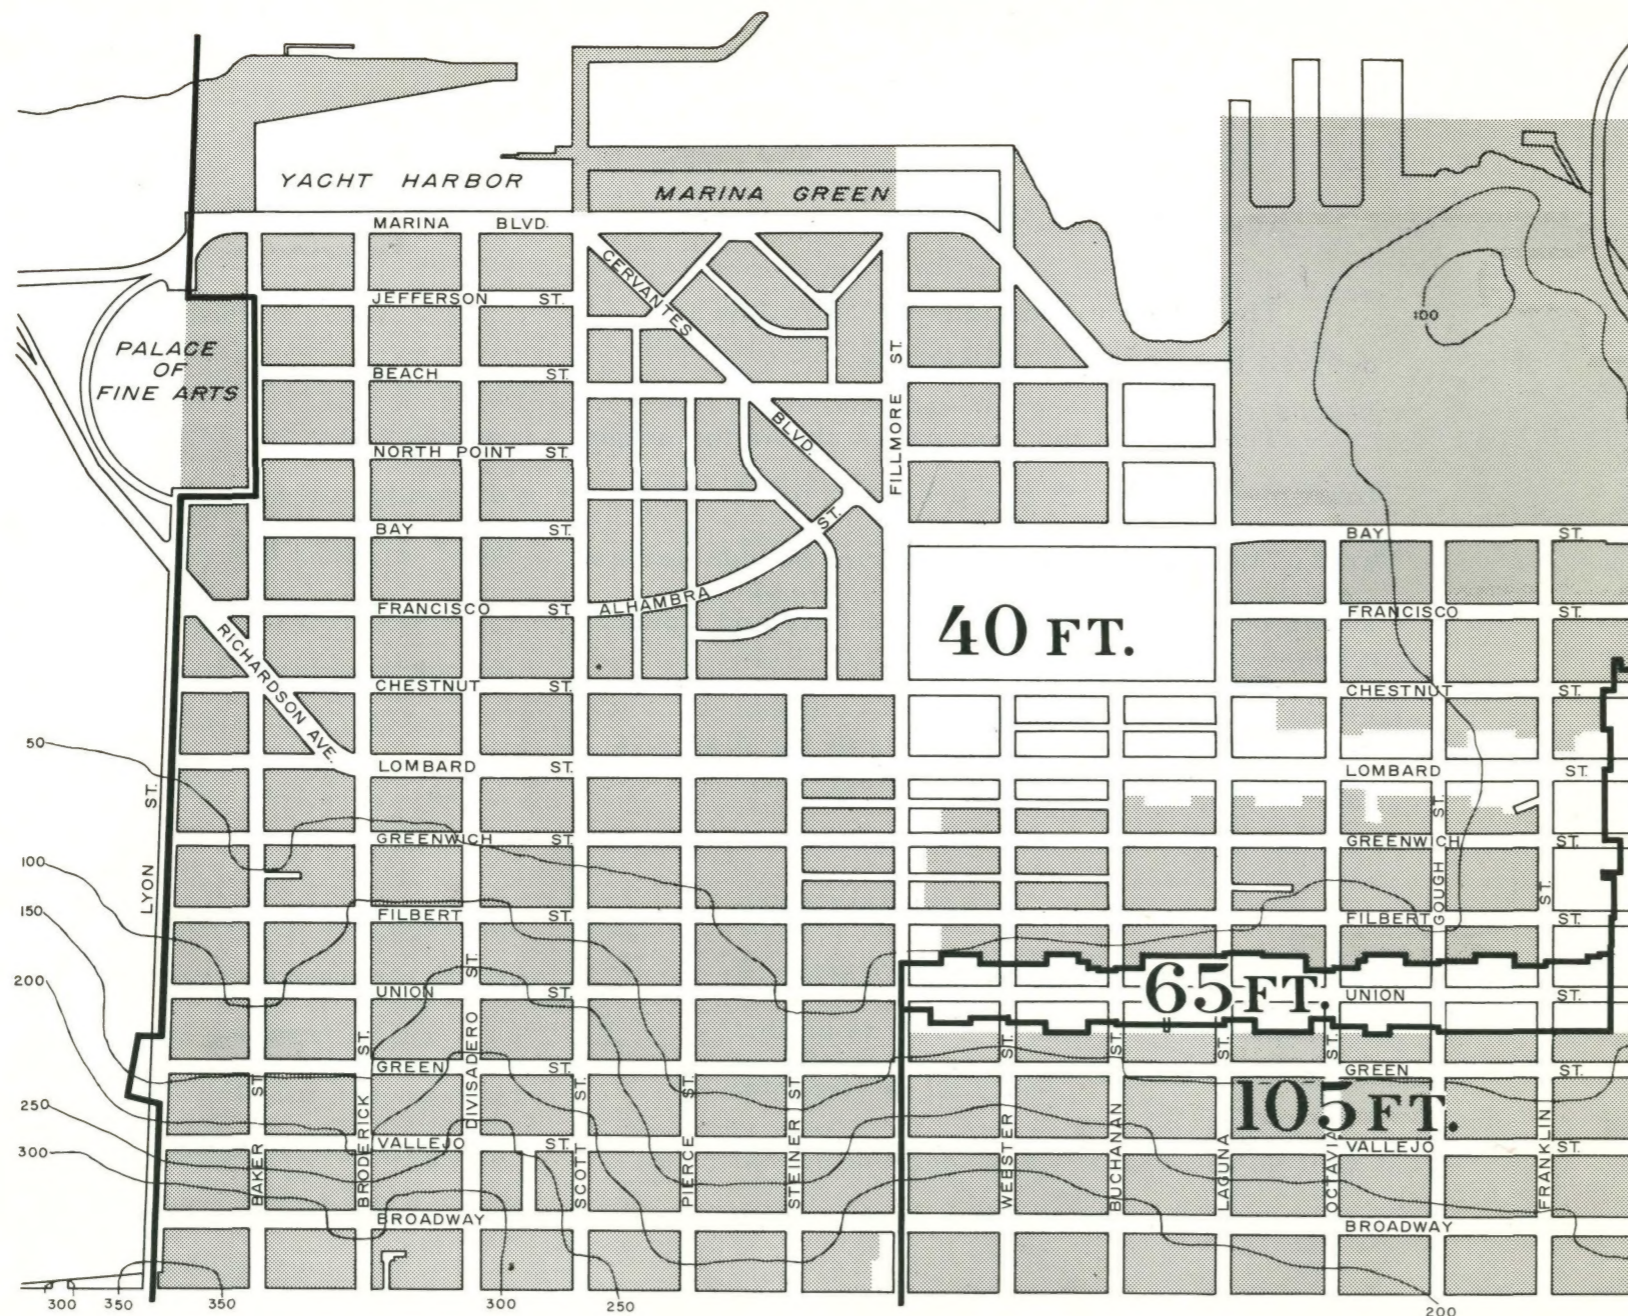 YACHT HARBOR
MARINA GREEN
MARINA BLVD.
CERVANTES
BLVD.
JEFFERSON ST.
PALACE
OF
FINE ARTS
BEACH ST.
FILLMORE ST.
NORTH POINT ST.
100
BAY ST.
BAY ST.
ALHAMBRA ST.
FRANCISCO ST.
FRANCISCO ST.
40 FT.
RICHARDSON AVE.
CHESTNUT ST.
CHESTNUT ST.
50
LOMBARD ST.
LOMBARD ST.
LYON ST.
GREENWICH ST.
GREENWICH ST.
100
GOUGH ST.
150
FILBERT ST.
FILBERT ST.
200
UNION ST.
65 FT.
UNION ST.
GREEN ST.
GREEN ST.
105 FT.
250
VALLEJO ST.
VALLEJO ST.
300
BAKER ST.
BRODERICK ST.
DIVISADERO ST.
SCOTT ST.
PIERCE ST.
STEINER ST.
WEBSTER ST.
BUCHANAN ST.
LAGUNA ST.
OCTAVIA ST.
FRANKLIN ST.
BROADWAY
BROADWAY
300 350 350 300 250 200